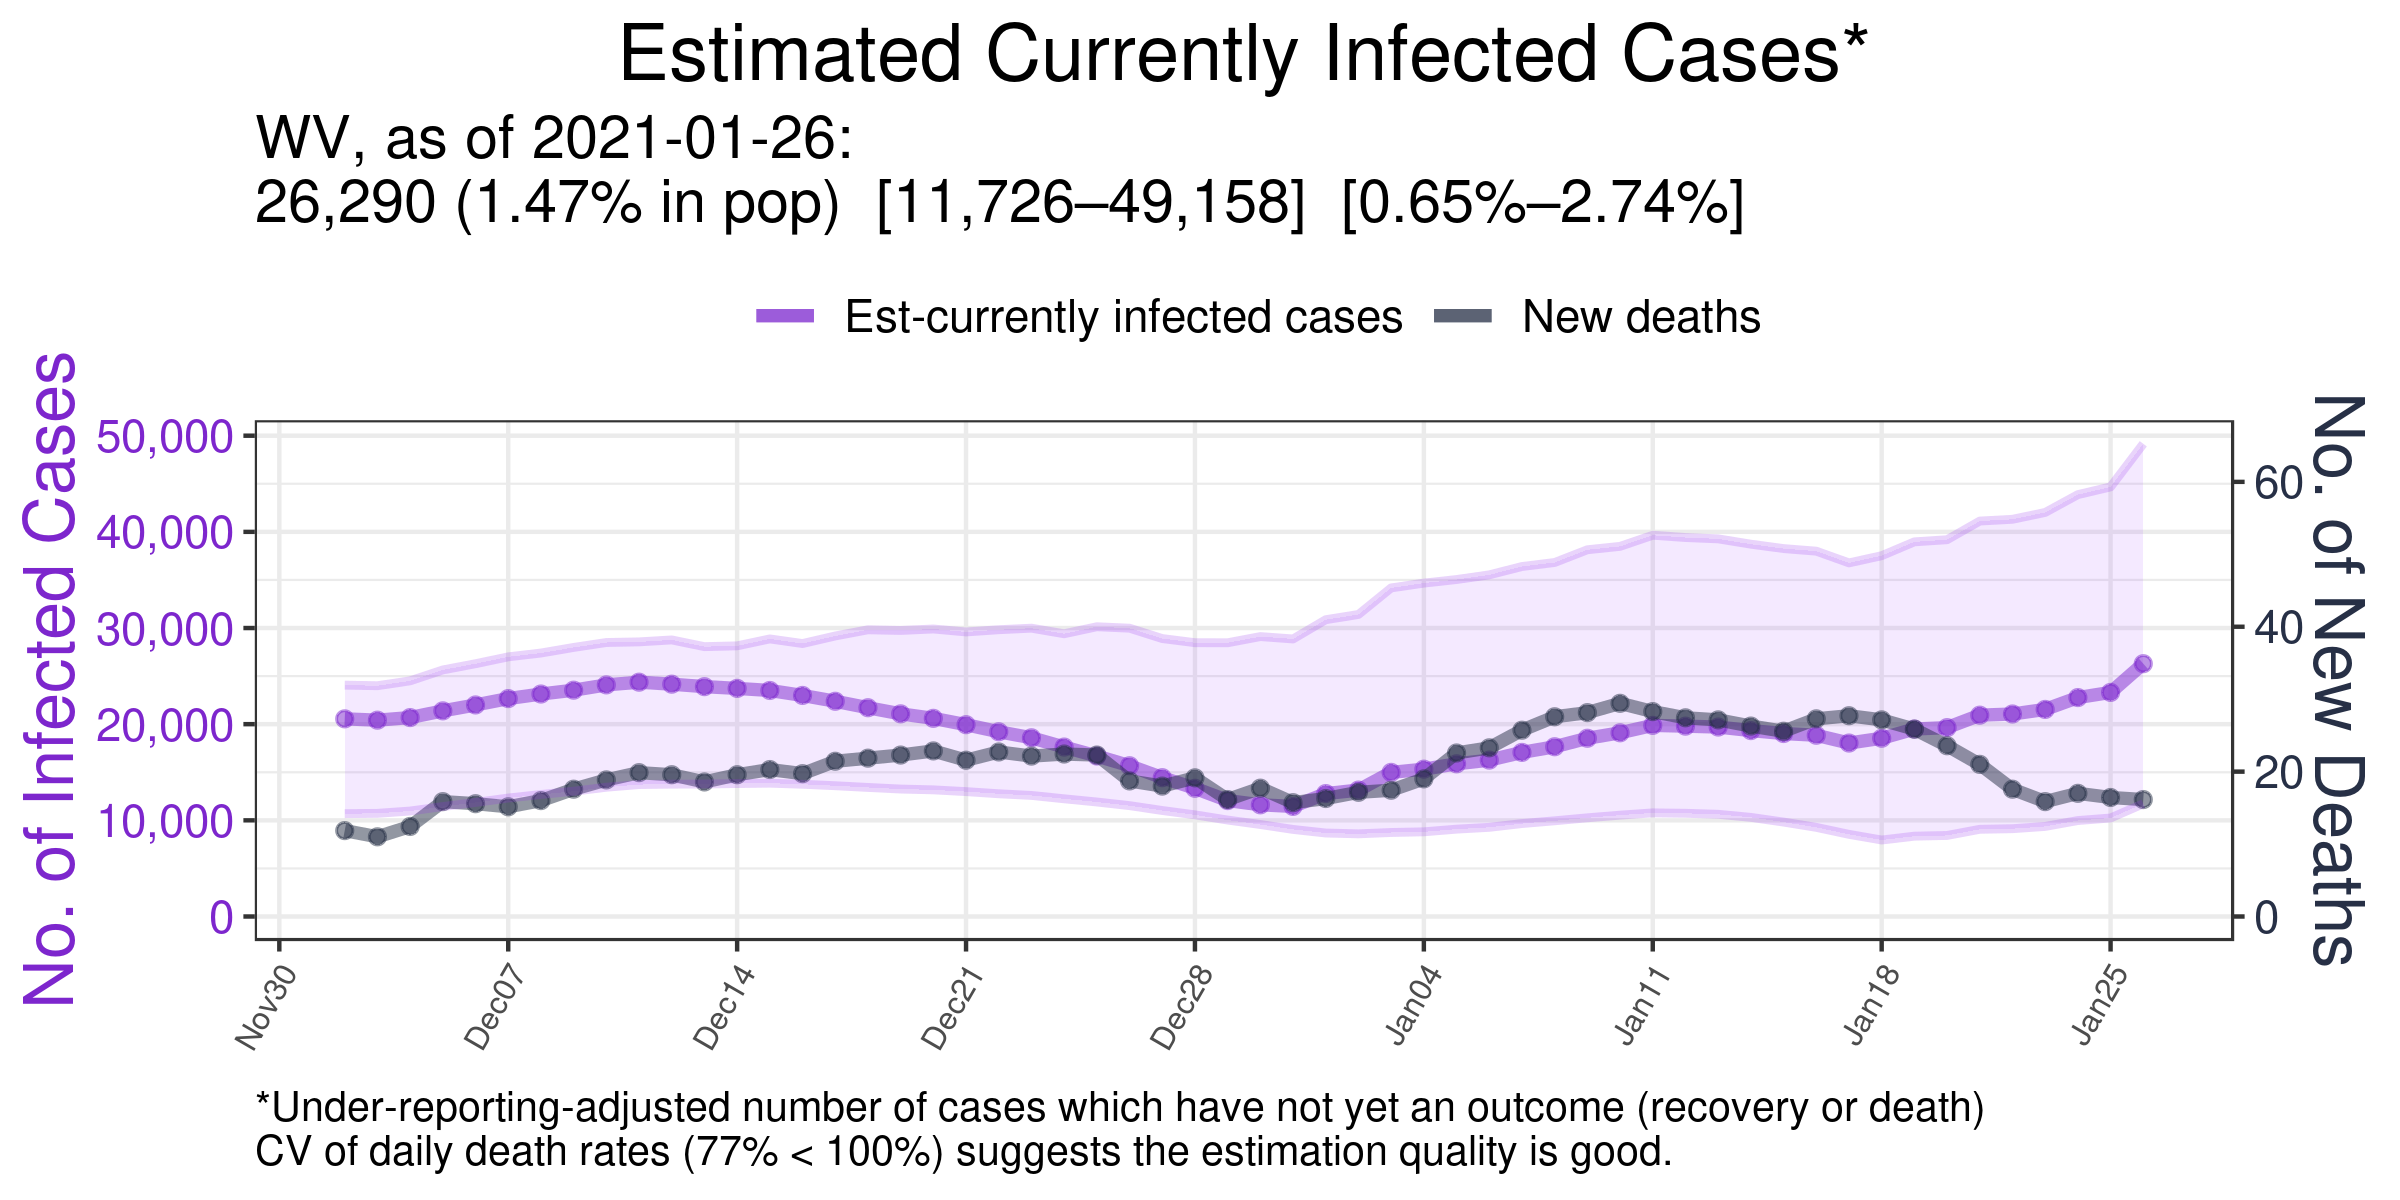 Estimated Currently Infected Cases*
WV, as of 2021-01-26:
26,290 (1.47% in pop)  [11,726–49,158]  [0.65%–2.74%]
Est-currently infected cases
New deaths
No. of Infected Cases
50,000
40,000
30,000
20,000
10,000
0
No. of New Deaths
60
40
20
0
Nov30
Dec07
Dec14
Dec21
Dec28
Jan04
Jan11
Jan18
Jan25
*Under-reporting-adjusted number of cases which have not yet an outcome (recovery or death)
CV of daily death rates (77% < 100%) suggests the estimation quality is good.